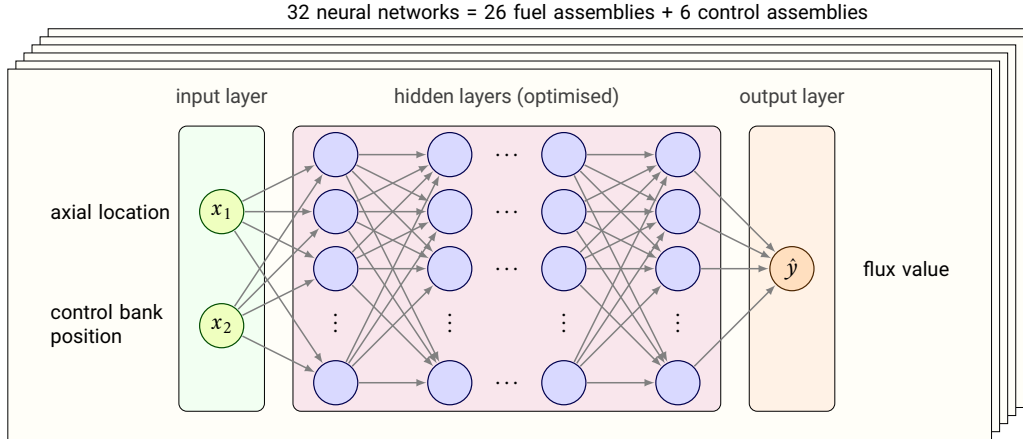 32 neural networks = 26 fuel assemblies + 6 control assemblies
input layer
hidden layers (optimised)
output layer
axial location
x₁
control bank
position
x₂
⋯ ⋯
⋯ ⋯
⋯ ⋯
⋮ ⋮ ⋮ ⋮
⋯ ⋯
ŷ
flux value